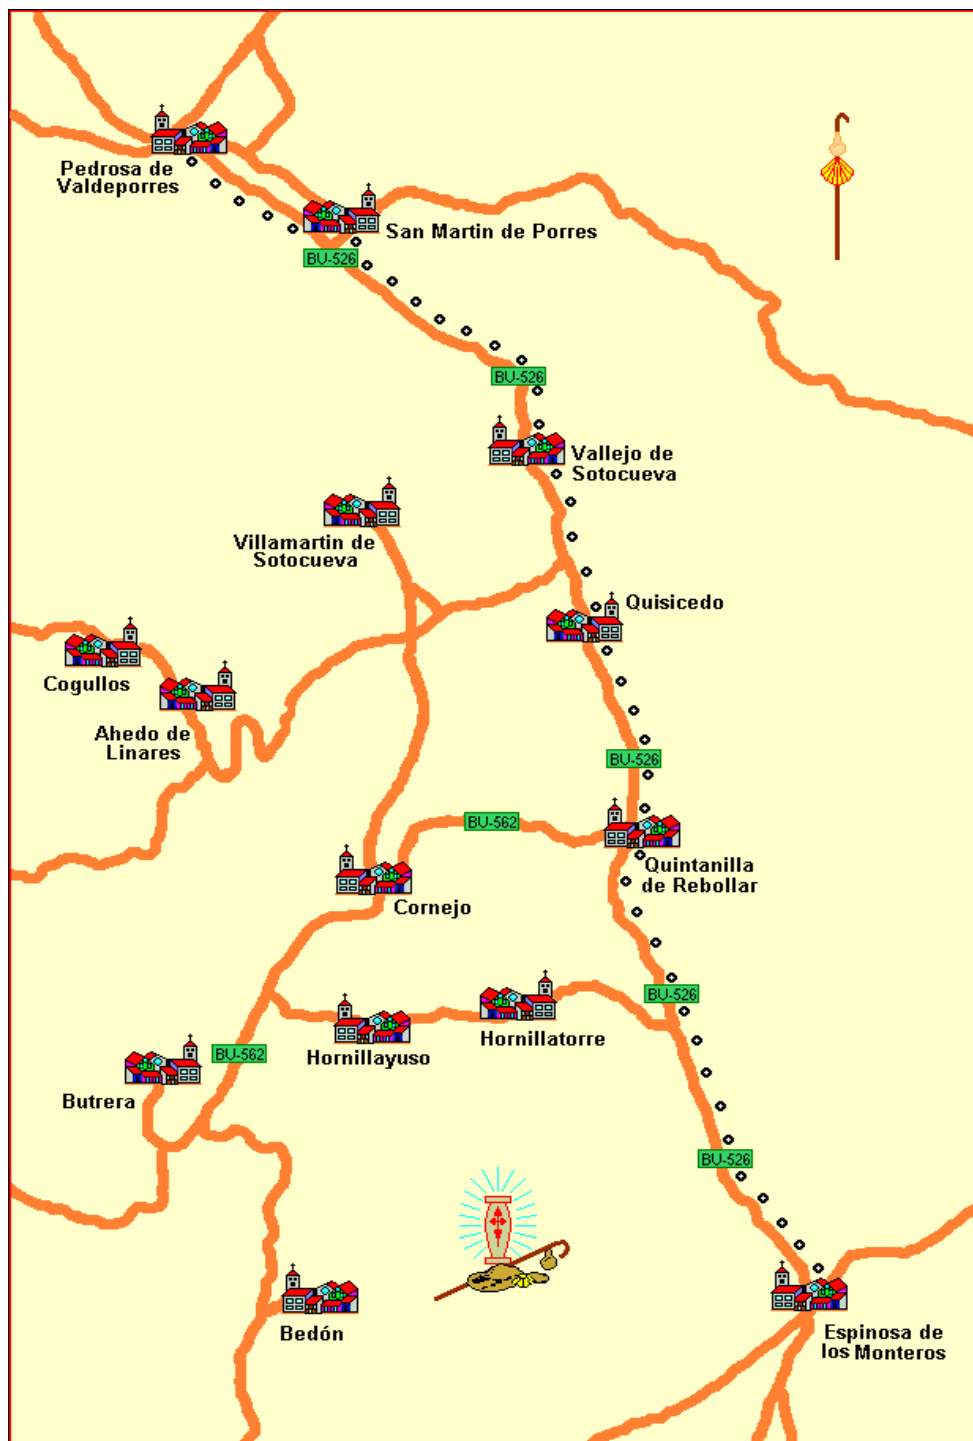 Pedrosa de
Valdeporres
San Martin de Porres
BU-526
BU-526
Vallejo de
Sotocueva
Villamartin de
Sotocueva
Quisicedo
Cogullos
Ahedo de
Linares
BU-526
BU-562
Quintanilla
de Rebollar
Cornejo
BU-526
Hornillatorre
Hornillayuso
BU-562
Butrera
BU-526
Bedón
Espinosa de
los Monteros